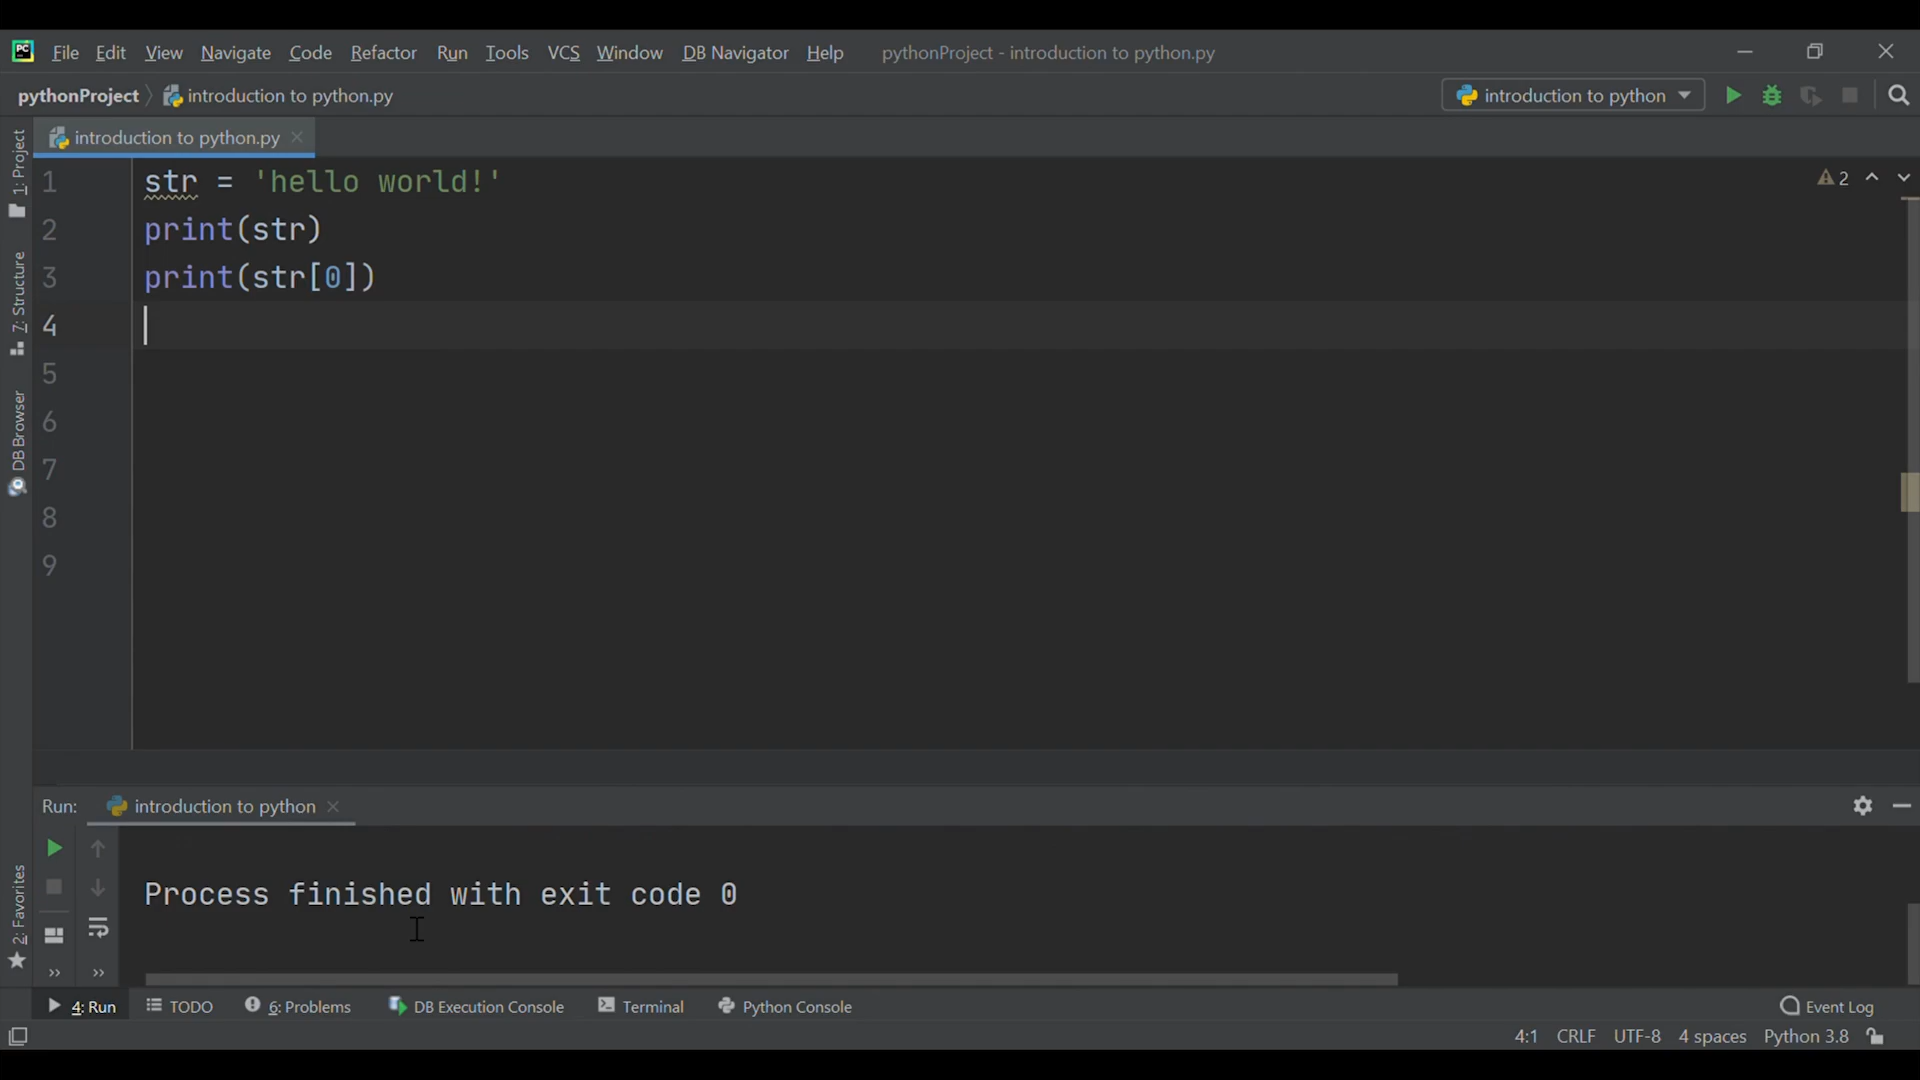 PC File Edit View Navigate Code Refactor Run Tools VCS Window DB Navigator Help pythonProject - introduction to python.py
pythonProject introduction to python.py introduction to python
1: Project
7: Structure
DB Browser
2: Favorites
introduction to python.py
1 str = 'hello world!'
2 print(str)
3 print(str[0])
4
5
6
7
8
9
2
Run: introduction to python
Process finished with exit code 0
4: Run TODO 6: Problems DB Execution Console Terminal Python Console Event Log
4:1 CRLF UTF-8 4 spaces Python 3.8